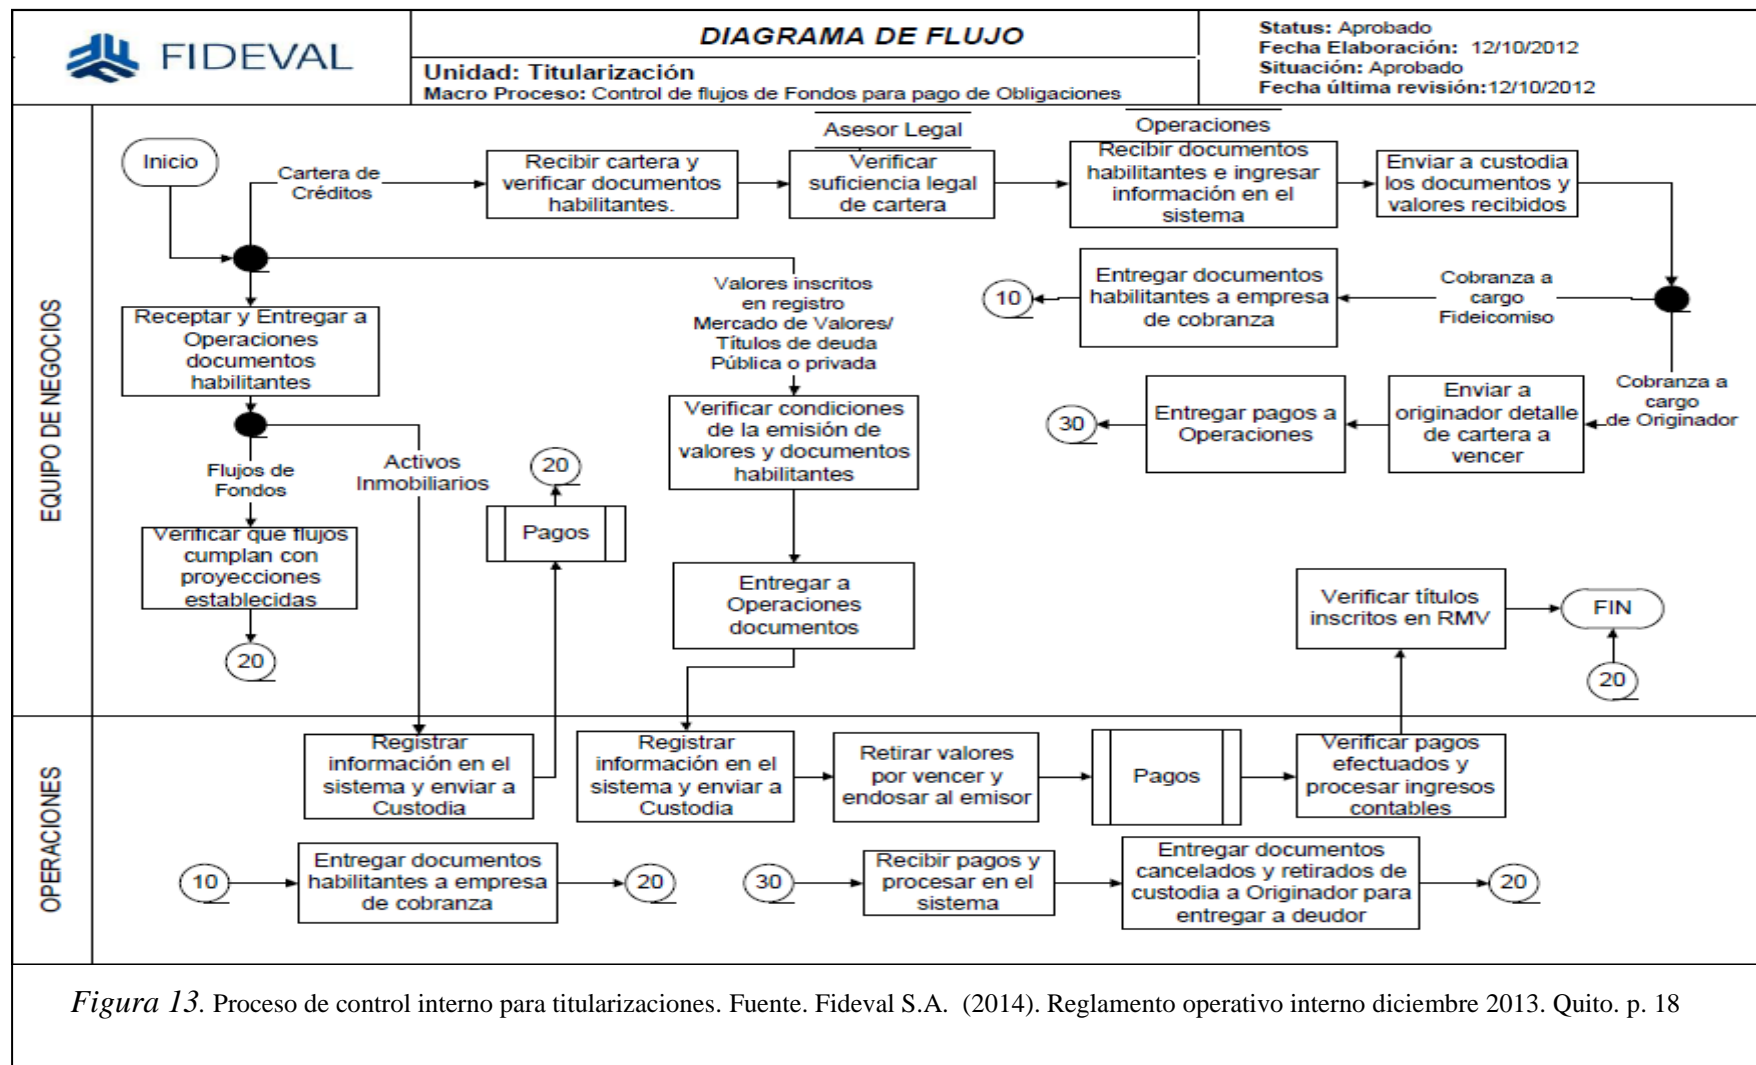 FIDEVAL
DIAGRAMA DE FLUJO
Unidad: Titularización
Macro Proceso: Control de flujos de Fondos para pago de Obligaciones
Status: Aprobado
Fecha Elaboración: 12/10/2012
Situación: Aprobado
Fecha última revisión:12/10/2012
EQUIPO DE NEGOCIOS
Inicio
Cartera de
Créditos
Recibir cartera y
verificar documentos
habilitantes.
Asesor Legal
Verificar
suficiencia legal
de cartera
Operaciones
Recibir documentos
habilitantes e ingresar
información en el
sistema
Enviar a custodia
los documentos y
valores recibidos
Receptar y Entregar a
Operaciones
documentos
habilitantes
Valores inscritos
en registro
Mercado de Valores/
Títulos de deuda
Pública o privada
10
Entregar documentos
habilitantes a empresa
de cobranza
Cobranza a
cargo
Fideicomiso
Flujos de
Fondos
Activos
Inmobiliarios
20
Verificar condiciones
de la emisión de
valores y documentos
habilitantes
30
Entregar pagos a
Operaciones
Enviar a
originador detalle
de cartera a
vencer
Cobranza a
cargo
de Originador
Verificar que flujos
cumplan con
proyecciones
establecidas
Pagos
Entregar a
Operaciones
documentos
Verificar títulos
inscritos en RMV
FIN
20
20
OPERACIONES
Registrar
información en el
sistema y enviar a
Custodia
Registrar
información en el
sistema y enviar a
Custodia
Retirar valores
por vencer y
endosar al emisor
Pagos
Verificar pagos
efectuados y
procesar ingresos
contables
10
Entregar documentos
habilitantes a empresa
de cobranza
20
30
Recibir pagos y
procesar en el
sistema
Entregar documentos
cancelados y retirados de
custodia a Originador para
entregar a deudor
20
Figura 13. Proceso de control interno para titularizaciones. Fuente. Fideval S.A. (2014). Reglamento operativo interno diciembre 2013. Quito. p. 18